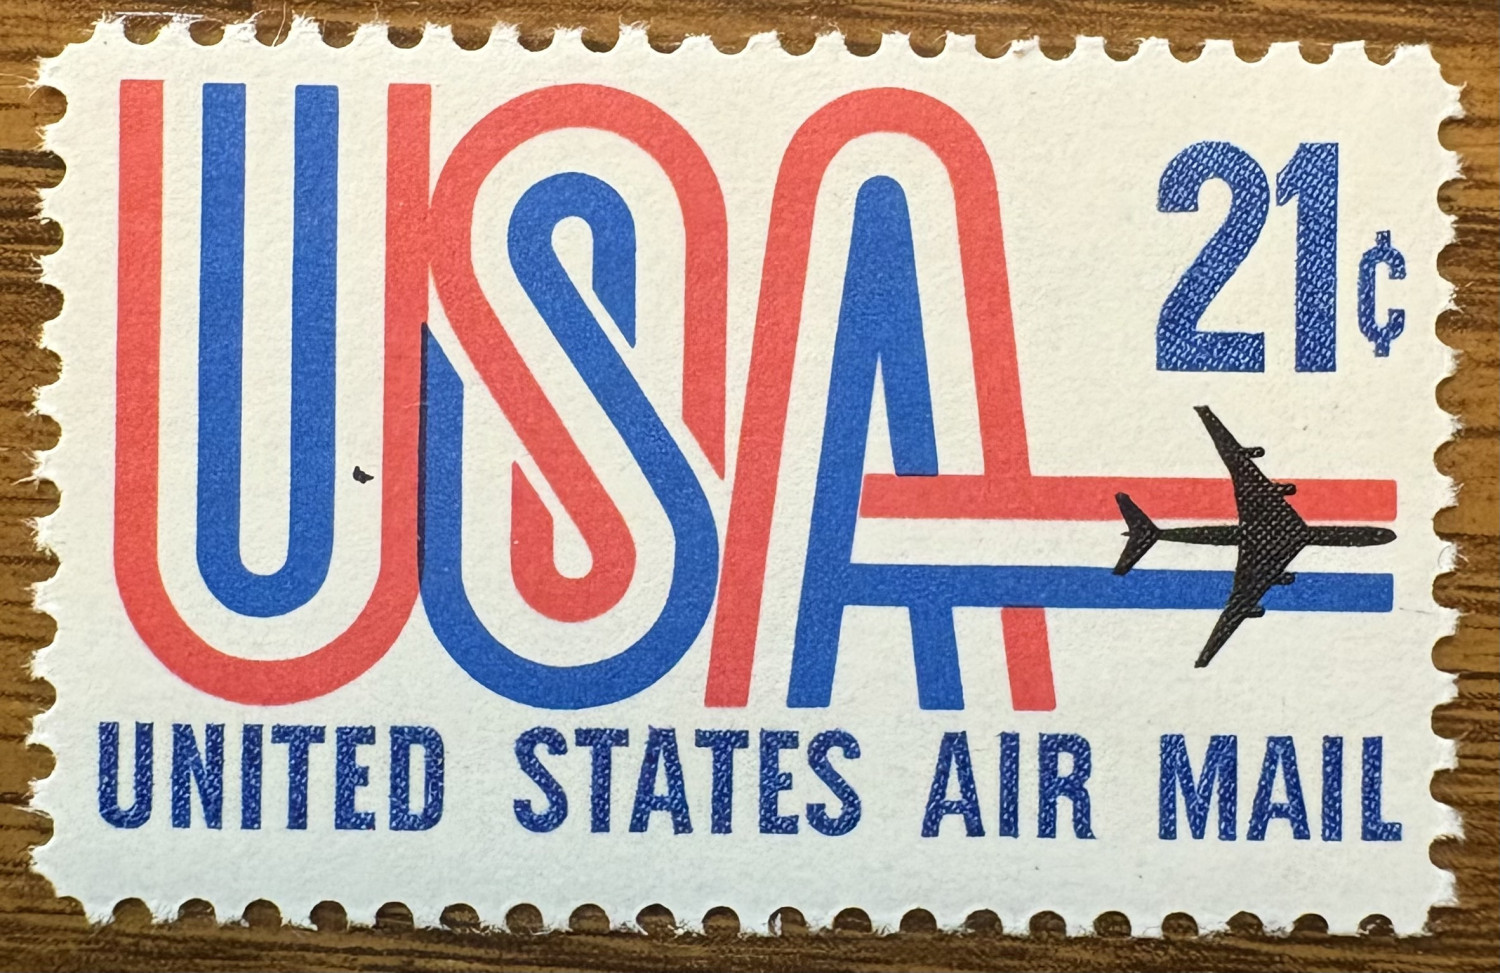 USA
21¢
UNITED STATES AIR MAIL